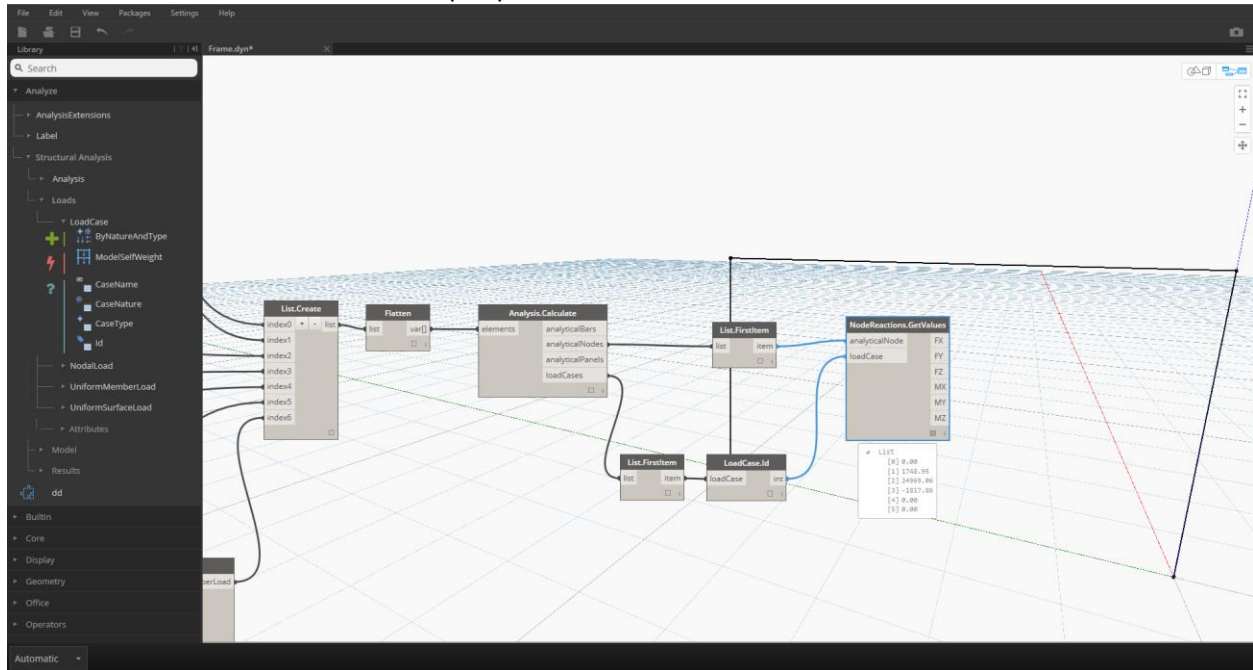 File Edit View Packages Settings Help
Library
Frame.dyn*
Search
Analyze
AnalysisExtensions
Label
Structural Analysis
Analysis
Loads
LoadCase
ByNatureAndType
ModelSelfWeight
CaseName
CaseNature
CaseType
Id
NodalLoad
UniformMemberLoad
UniformSurfaceLoad
Attributes
Model
Results
dd
Builtin
Core
Display
Geometry
Office
Operators
Automatic
List.Create
index0 + - list
index1
index2
index3
index4
index5
index6
Flatten
list var[]
Analysis.Calculate
elements analyticalBars
analyticalNodes
analyticalPanels
loadCases
List.FirstItem
list item
List.FirstItem
list item
LoadCase.Id
loadCase int
NodeReactions.GetValues
analyticalNode FX
loadCase FY
FZ
MX
MY
MZ
List
[0] 0.00
[1] 1748.95
[2] 24969.06
[3] -1817.86
[4] 0.00
[5] 0.00
berLoad